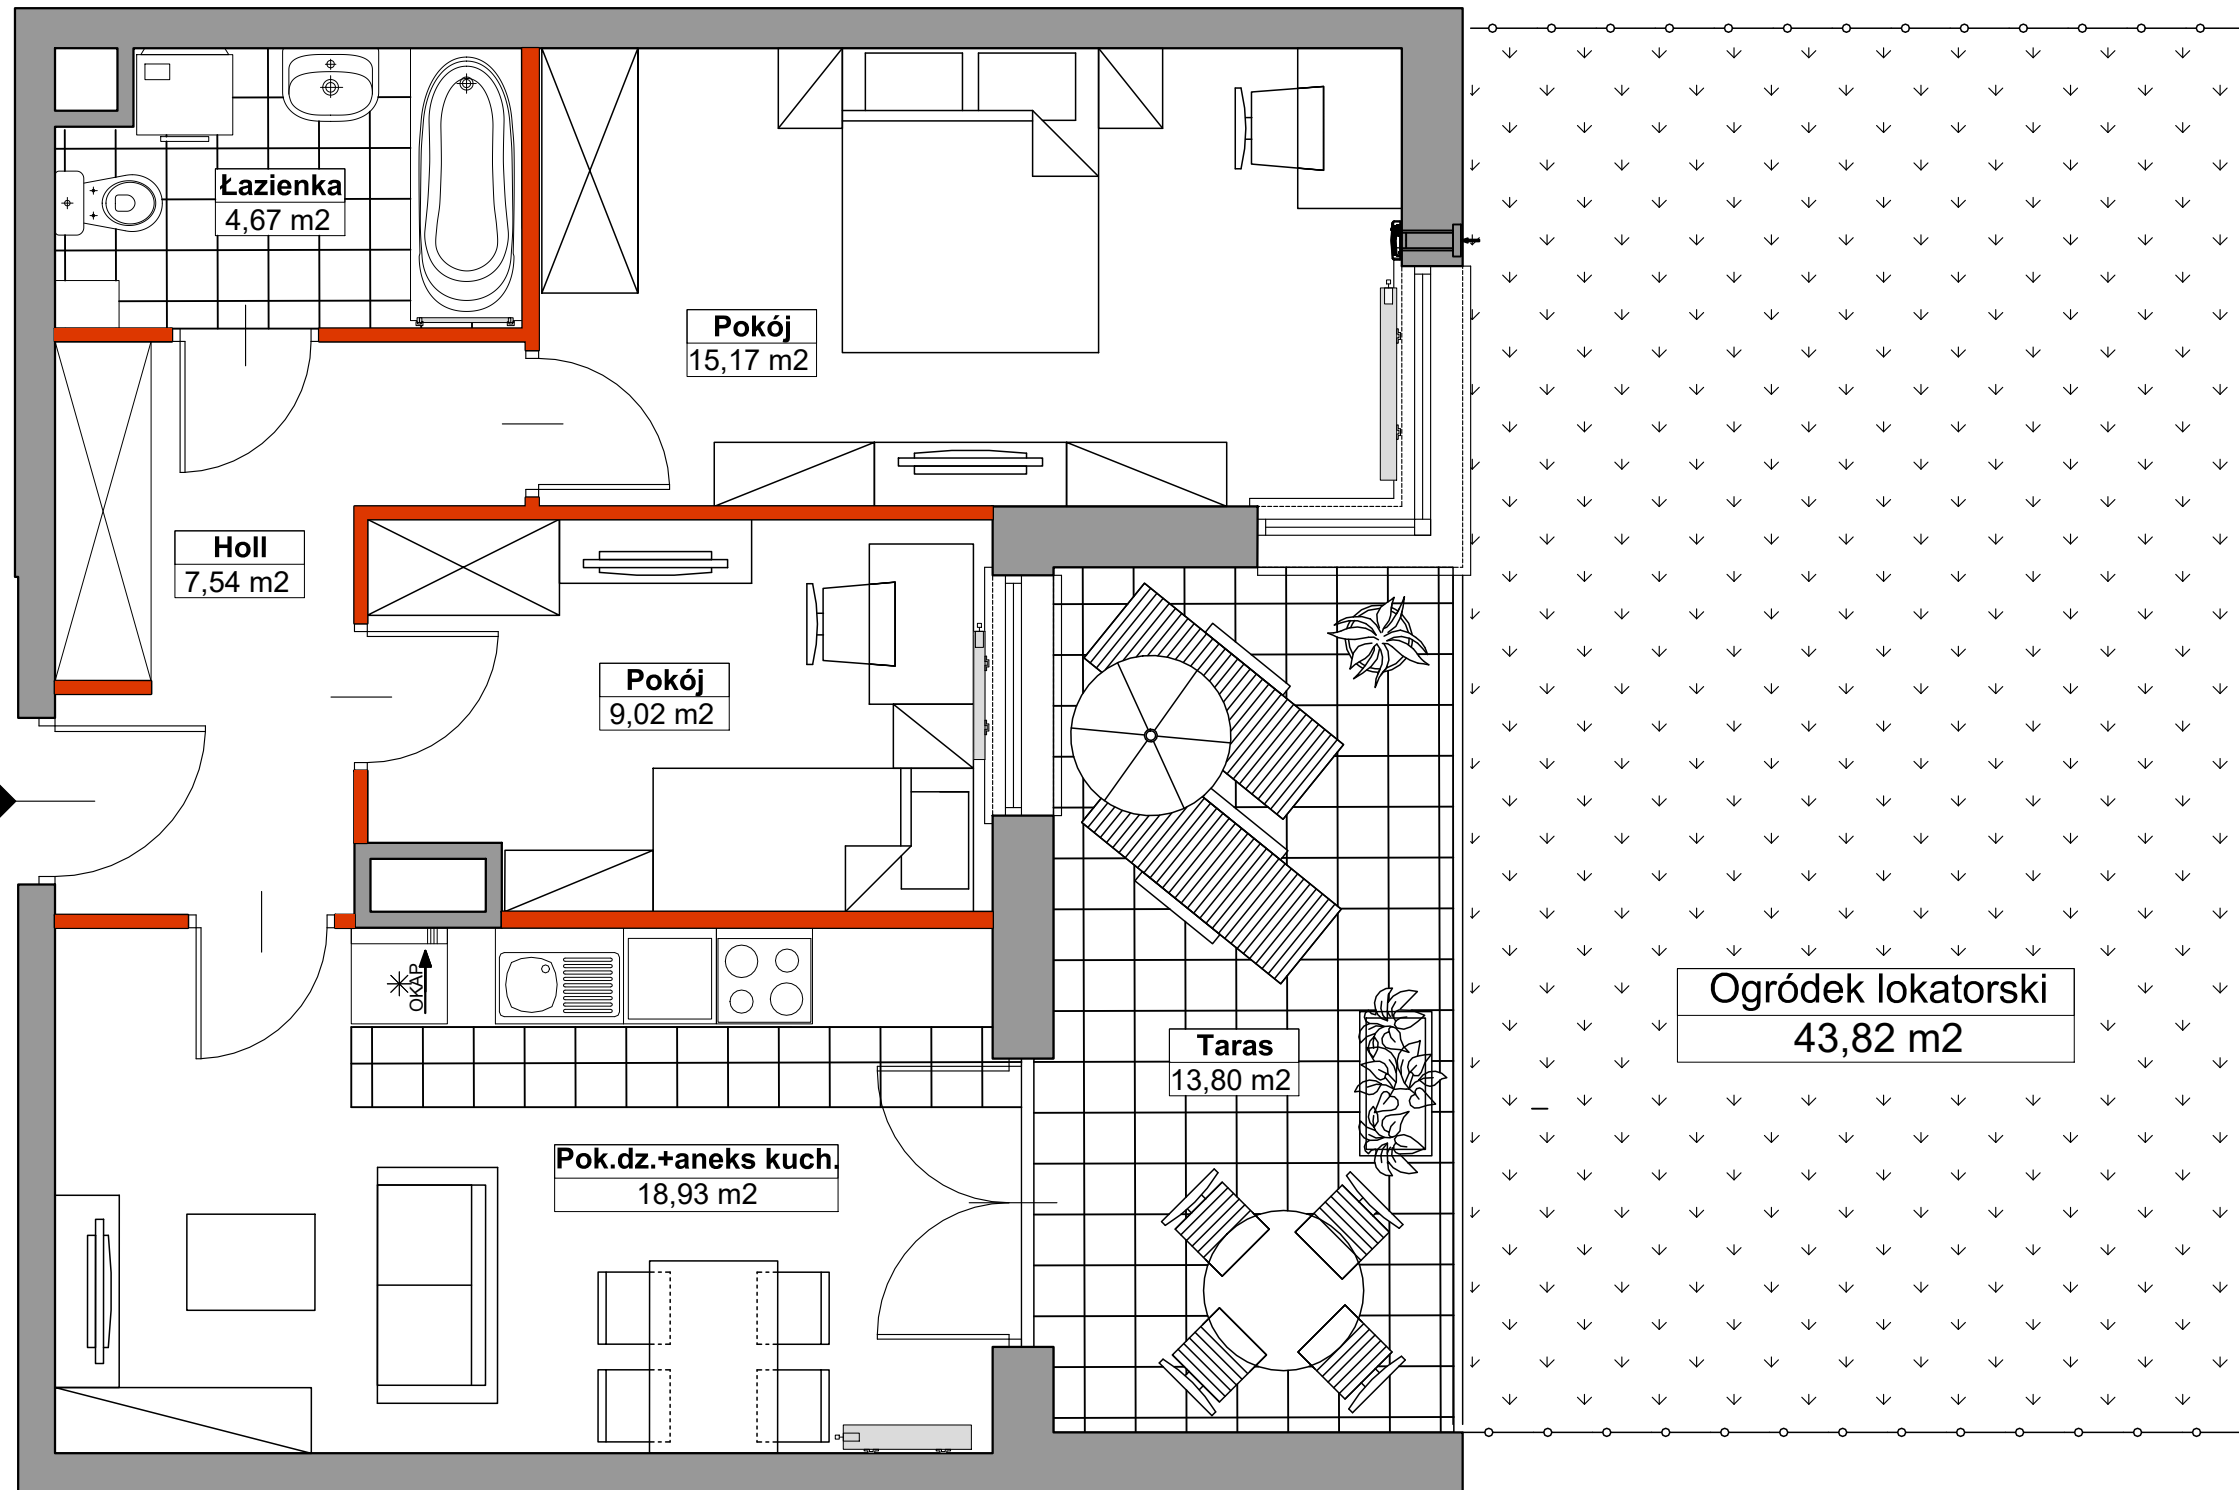 Łazienka
4,67 m2
Pokój
15,17 m2
Holl
7,54 m2
Pokój
9,02 m2
OKAP
Ogródek lokatorski
43,82 m2
Taras
13,80 m2
Pok.dz.+aneks kuch.
18,93 m2